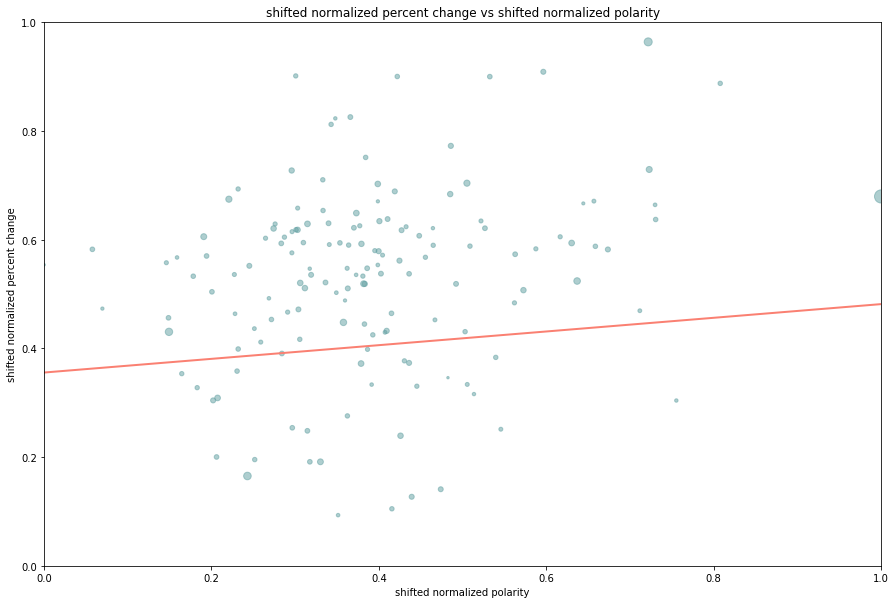 shifted normalized percent change vs shifted normalized polarity
1.0
0.8
0.6
0.4
0.2
0.0
shifted normalized percent change
0.0 0.2 0.4 0.6 0.8 1.0
shifted normalized polarity